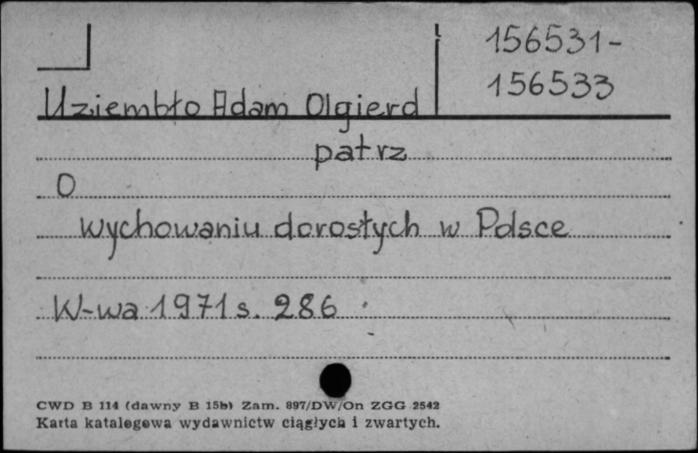 156531-
156533
Uziembło Adam Olgierd
patrz
O
wychowaniu dorosłych w Polsce
W-wa 1971 s. 286
CWD B 114 (dawny B 15b) Zam. 897/DW/On ZGG 2542
Karta katalogowa wydawnictw ciągłych i zwartych.